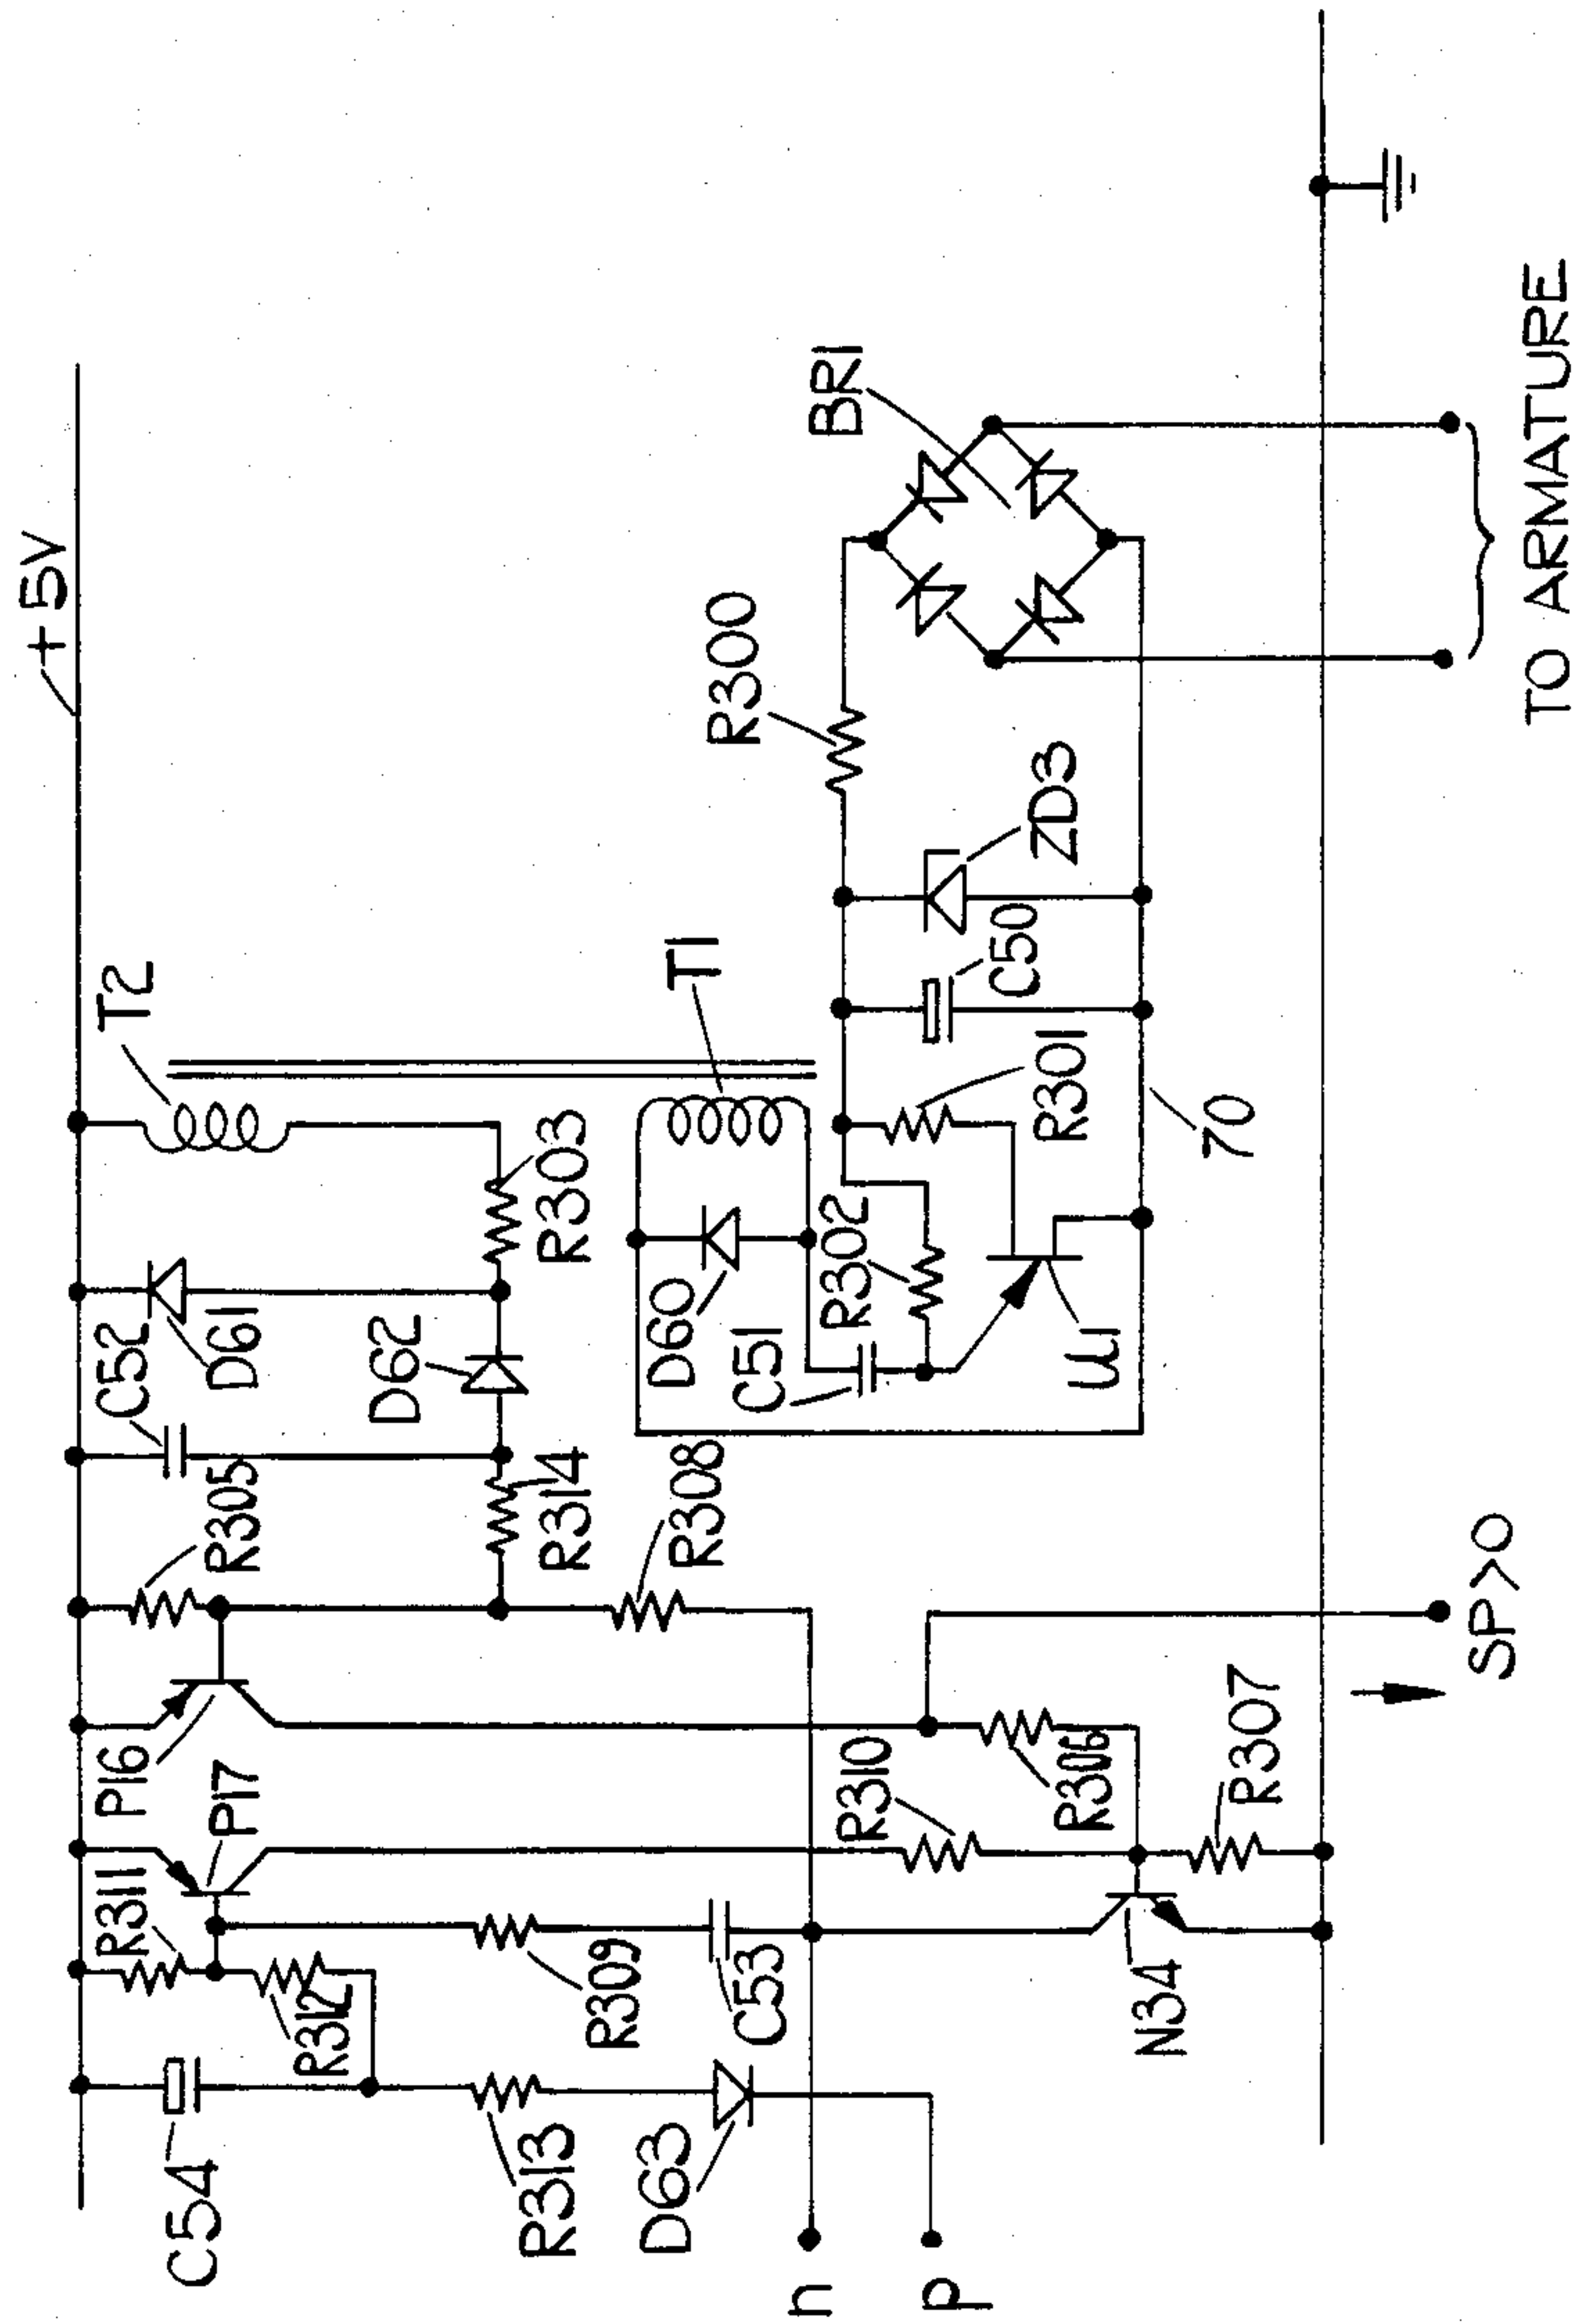 +5V
T2
T1
C52
D61
D62
R303
R305
R314
R308
D60
C51
R302
R301
R300
BR1
ZD3
C50
70
P16
P17
R311
R312
C54
R313
D63
R309
C53
R310
R306
R307
N34
n
p
SP>0
TO ARMATURE